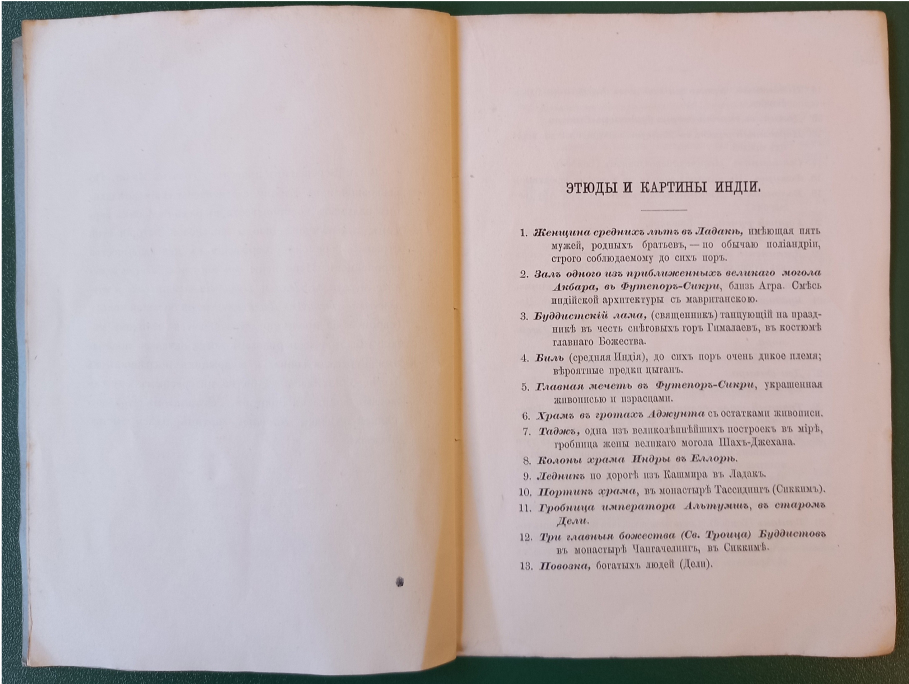 ЭТЮДЫ И КАРТИНЫ ИНДІИ.
1. Женщина среднихъ лѣтъ въ Ладакѣ, имѣющая пять
мужей, родныхъ братьевъ, — по обычаю поліандріи,
строго соблюдаемому до сихъ поръ.
2. Залъ одного изъ приближенныхъ великаго могола
Акбара, въ Футепоръ-Сикри, близь Агра. Смѣсь
индійской архитектуры съ мавританскою.
3. Буддистскій лама, (священникъ) танцующій на празд-
никѣ въ честь снѣговыхъ горъ Гималаевъ, въ костюмѣ
главнаго Божества.
4. Биль (средняя Индія), до сихъ поръ очень дикое племя;
вѣроятные предки цыганъ.
5. Главная мечеть въ Футепоръ-Сикри, украшенная
живописью и израсцами.
6. Храмъ въ гротахъ Аджунта съ остатками живописи.
7. Таджъ, одна изъ великолѣпнѣйшихъ построекъ въ мірѣ,
гробница жены великаго могола Шахъ-Джехана.
8. Колоны храма Индры въ Еллорѣ.
9. Ледникъ по дорогѣ изъ Кашмира въ Ладак.
10. Портикъ храма, въ монастырѣ Тассидингъ (Сиккимъ).
11. Гробница императора Альтумш, въ старомъ
Дели.
12. Три главныя божества (Св. Троица) Буддистовъ
въ монастырѣ Чангачеллингъ, въ Сиккимѣ.
13. Повозка, богатыхъ людей (Дели).